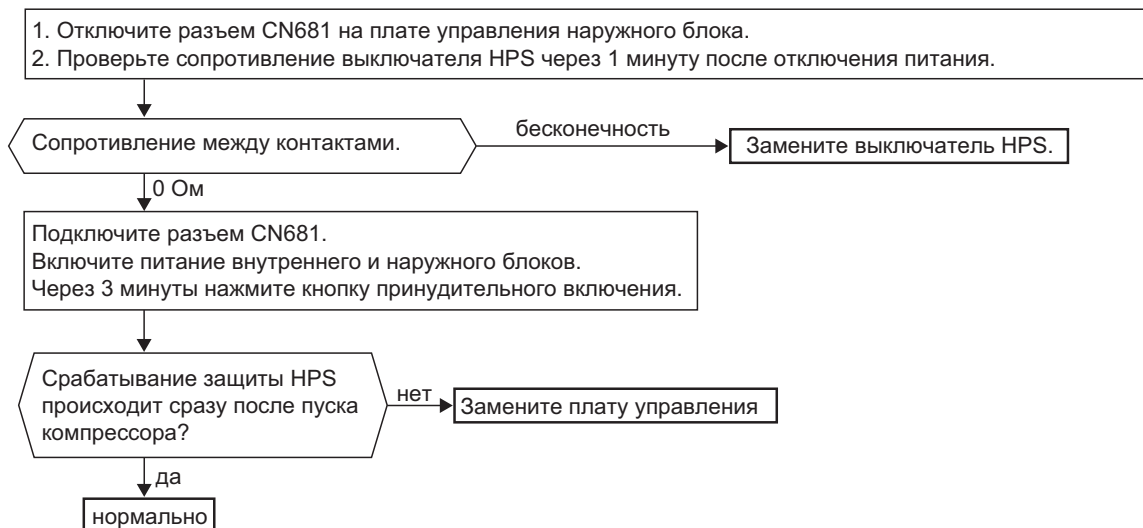 1. Отключите разъем CN681 на плате управления наружного блока.
2. Проверьте сопротивление выключателя HPS через 1 минуту после отключения питания.
Сопротивление между контактами.
бесконечность
Замените выключатель HPS.
0 Ом
Подключите разъем CN681.
Включите питание внутреннего и наружного блоков.
Через 3 минуты нажмите кнопку принудительного включения.
Срабатывание защиты HPS
происходит сразу после пуска
компрессора?
нет
Замените плату управления
да
нормально